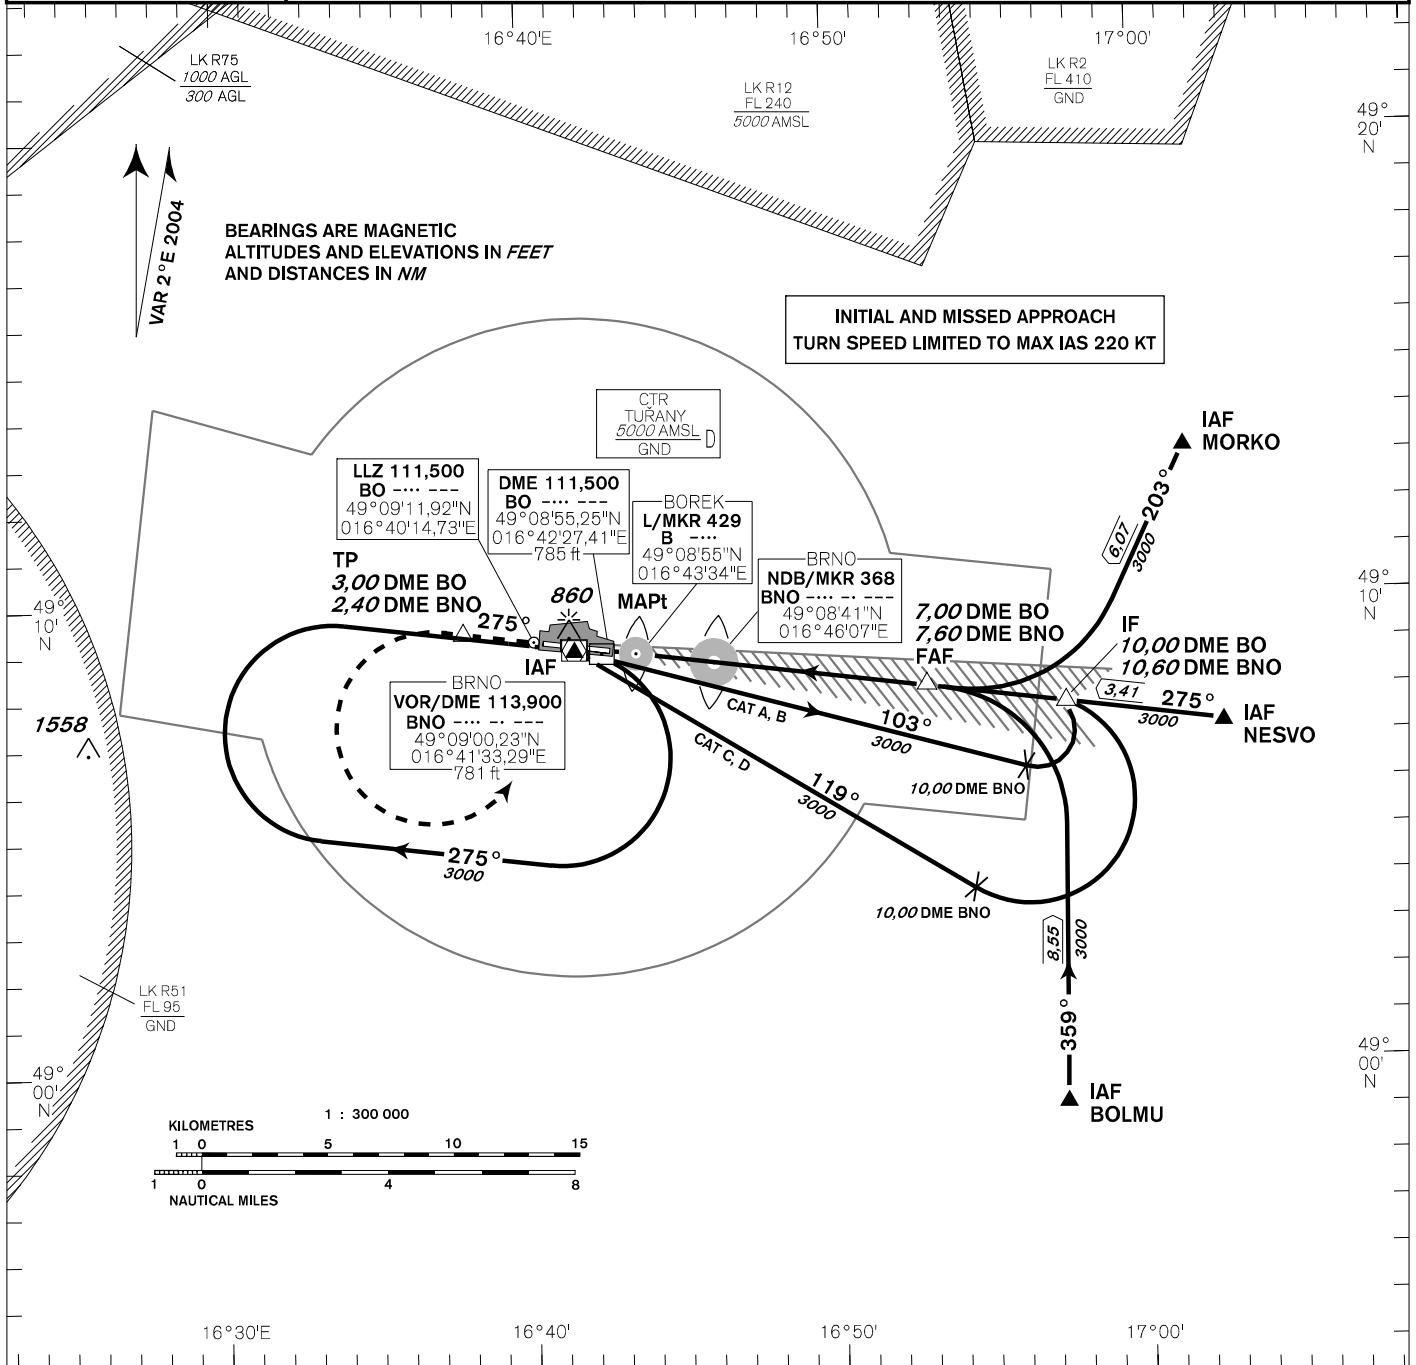 16°40'E
16°50'
17°00'
LK R75
1000 AGL
300 AGL
LK R12
FL 240
5000 AMSL
LK R2
FL 410
GND
49°
20'
N
VAR 2°E 2004
BEARINGS ARE MAGNETIC
ALTITUDES AND ELEVATIONS IN FEET
AND DISTANCES IN NM
INITIAL AND MISSED APPROACH
TURN SPEED LIMITED TO MAX IAS 220 KT
CTR
TUŘANY
5000 AMSL
GND
D
IAF
MORKO
203°
6,07
3000
LLZ 111,500
BO -··· ---
49°09'11,92"N
016°40'14,73"E
DME 111,500
BO -··· ---
49°08'55,25"N
016°42'27,41"E
785 ft
BOREK
L/MKR 429
B -···
49°08'55"N
016°43'34"E
BRNO
NDB/MKR 368
BNO -··· -· ---
49°08'41"N
016°46'07"E
TP
3,00 DME BO
2,40 DME BNO
275°
860
MAPt
IAF
7,00 DME BO
7,60 DME BNO
FAF
IF
10,00 DME BO
10,60 DME BNO
3,41
275°
3000
IAF
NESVO
49°
10'
N
49°
10'
N
BRNO
VOR/DME 113,900
BNO -··· -· ---
49°09'00,23"N
016°41'33,29"E
781 ft
1558
CAT A, B
103°
3000
10,00 DME BNO
CAT C, D
119°
3000
10,00 DME BNO
275°
3000
8,55
3000
359°
IAF
BOLMU
LK R51
FL 95
GND
49°
00'
N
49°
00'
N
1 : 300 000
KILOMETRES
1 0 5 10 15
1 0 4 8
NAUTICAL MILES
16°30'E
16°40'
16°50'
17°00'